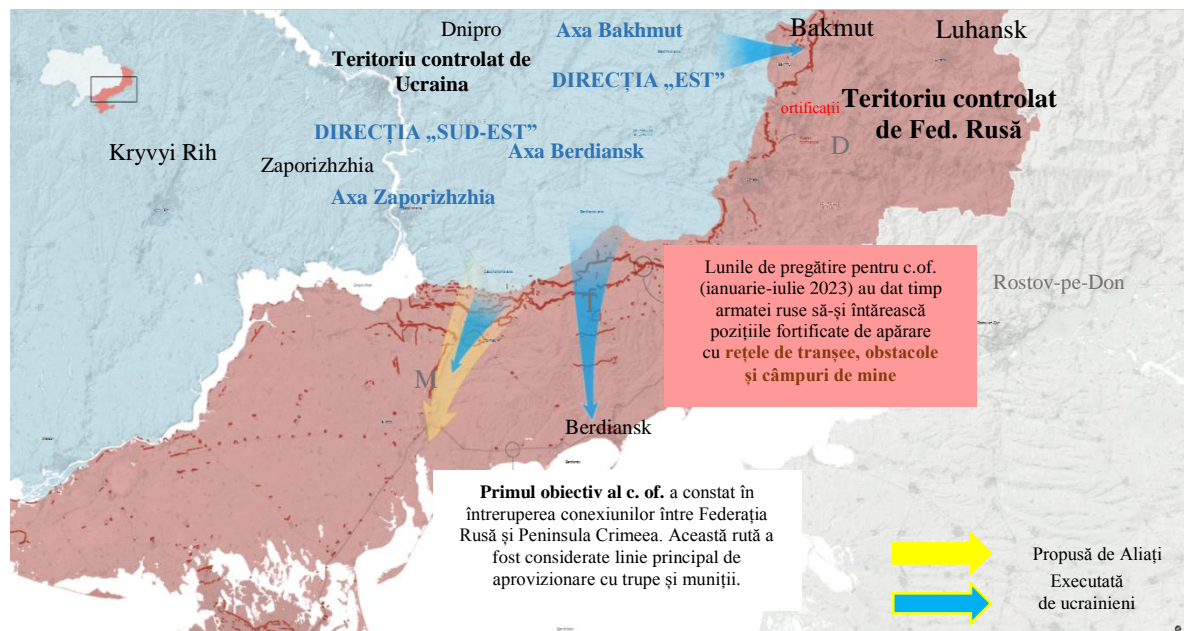 Dnipro
Axa Bakhmut
Bakmut
Luhansk
Teritoriu controlat de
Ucraina
DIRECȚIA „EST”
ortificații
Teritoriu controlat
de Fed. Rusă
DIRECȚIA „SUD-EST”
Axa Berdiansk
D
Kryvyi Rih
Zaporizhzhia
Axa Zaporizhzhia
Lunile de pregătire pentru c.of.
(ianuarie-iulie 2023) au dat timp
armatei ruse să-și întărească
pozițiile fortificate de apărare
cu rețele de tranșee, obstacole
și câmpuri de mine
Rostov-pe-Don
T
M
Berdiansk
Primul obiectiv al c. of. a constat în
întreruperea conexiunilor între Federația
Rusă și Peninsula Crimeea. Această rută a
fost considerate linie principal de
aprovizionare cu trupe și muniții.
Propusă de Aliați
Executată
de ucrainieni